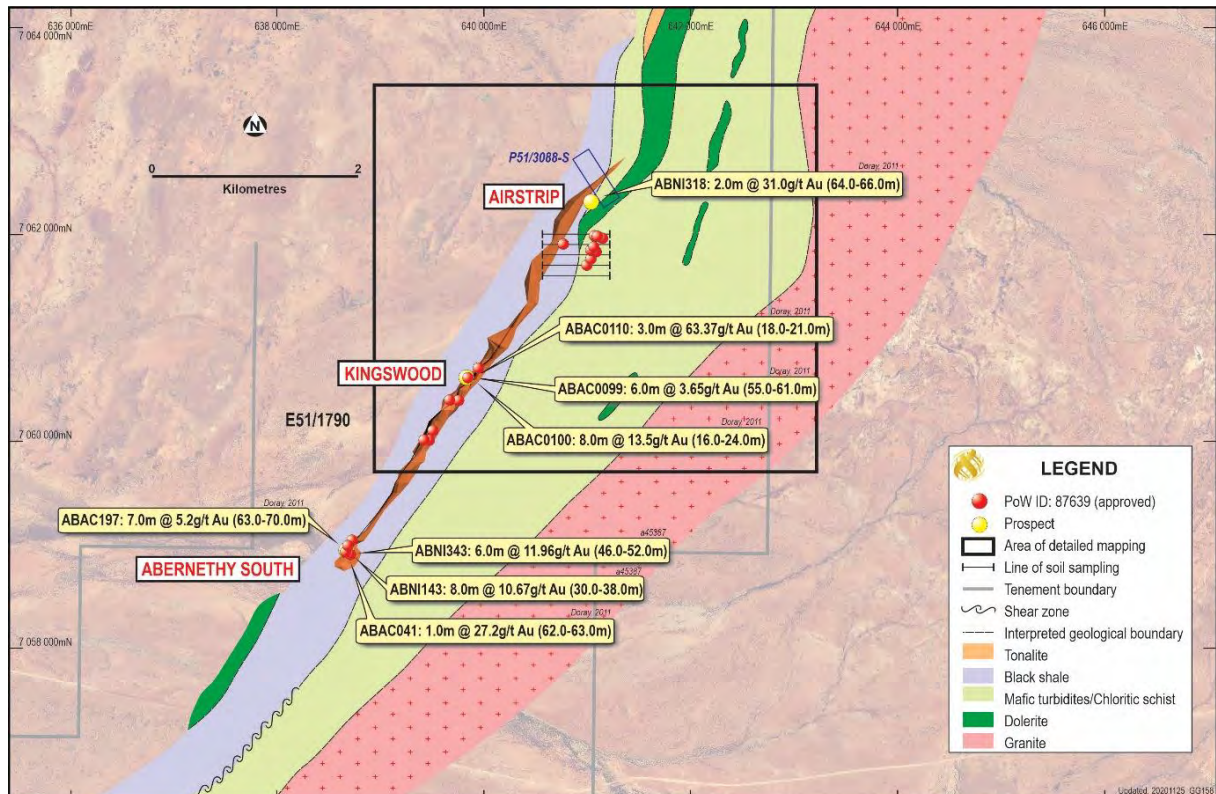 636 000mE
638 000mE
640 000mE
642 000mE
644 000mE
646 000mE
7 064 000mN
N
0
2
Kilometres
P51/3088-S
Doray, 2011
AIRSTRIP
ABNI318: 2.0m @ 31.0g/t Au (64.0-66.0m)
7 062 000mN
Doray, 2011
ABAC0110: 3.0m @ 63.37g/t Au (18.0-21.0m)
KINGSWOOD
Doray, 2011
ABAC0099: 6.0m @ 3.65g/t Au (55.0-61.0m)
E51/1790
Doray, 2011
ABAC0100: 8.0m @ 13.5g/t Au (16.0-24.0m)
7 060 000mN
Doray, 2011
ABAC197: 7.0m @ 5.2g/t Au (63.0-70.0m)
a45387
ABNI343: 6.0m @ 11.96g/t Au (46.0-52.0m)
ABERNETHY SOUTH
a45387
ABNI143: 8.0m @ 10.67g/t Au (30.0-38.0m)
Doray, 2011
ABAC041: 1.0m @ 27.2g/t Au (62.0-63.0m)
7 058 000mN
LEGEND
PoW ID: 87639 (approved)
Prospect
Area of detailed mapping
Line of soil sampling
Tenement boundary
Shear zone
Interpreted geological boundary
Tonalite
Black shale
Mafic turbidites/Chloritic schist
Dolerite
Granite
Updated: 20201125_GG158